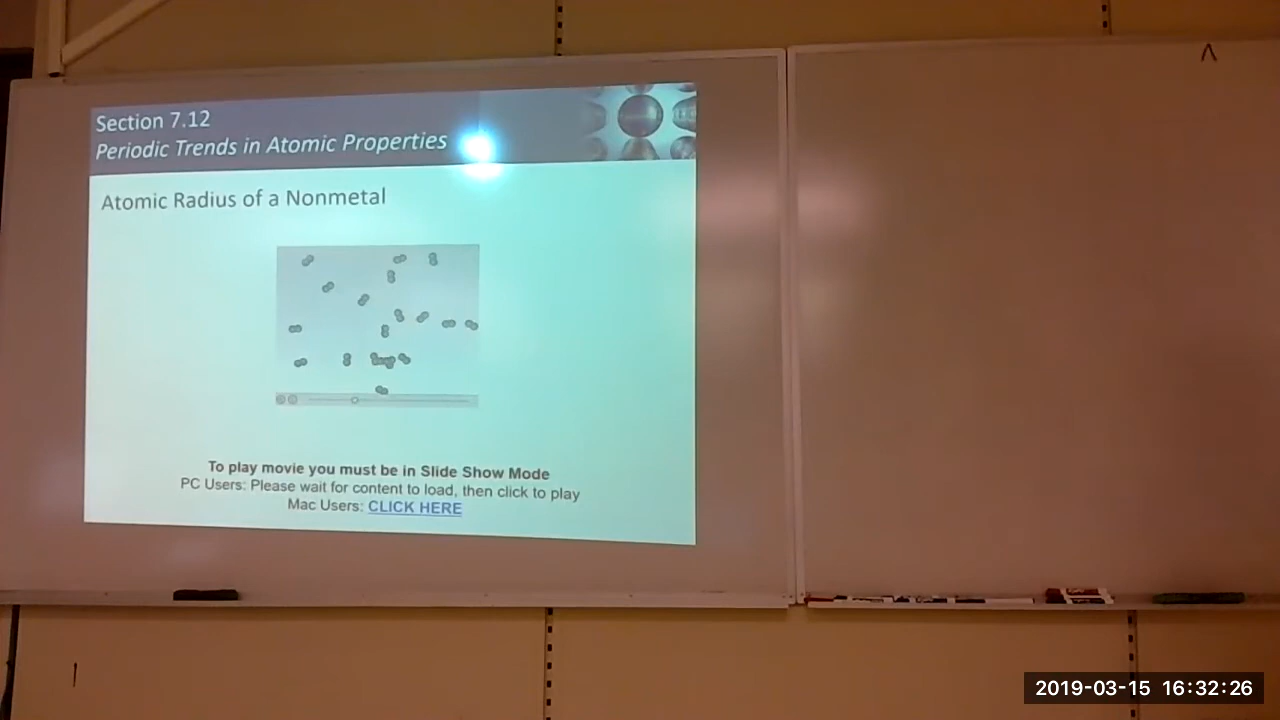 Section 7.12
Periodic Trends in Atomic Properties
Atomic Radius of a Nonmetal
To play movie you must be in Slide Show Mode
PC Users: Please wait for content to load, then click to play
Mac Users: CLICK HERE
2019-03-15 16:32:26